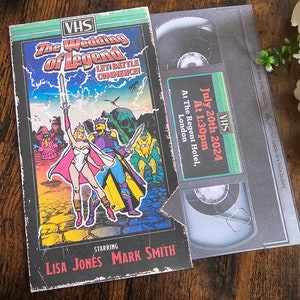 VHS
The Wedding
of Legend
LET BATTLE
COMMENCE!
STARRING
LISA JONES MARK SMITH
VHS
July 20th 2024
At 1:30pm
At The Regent Hotel,
London